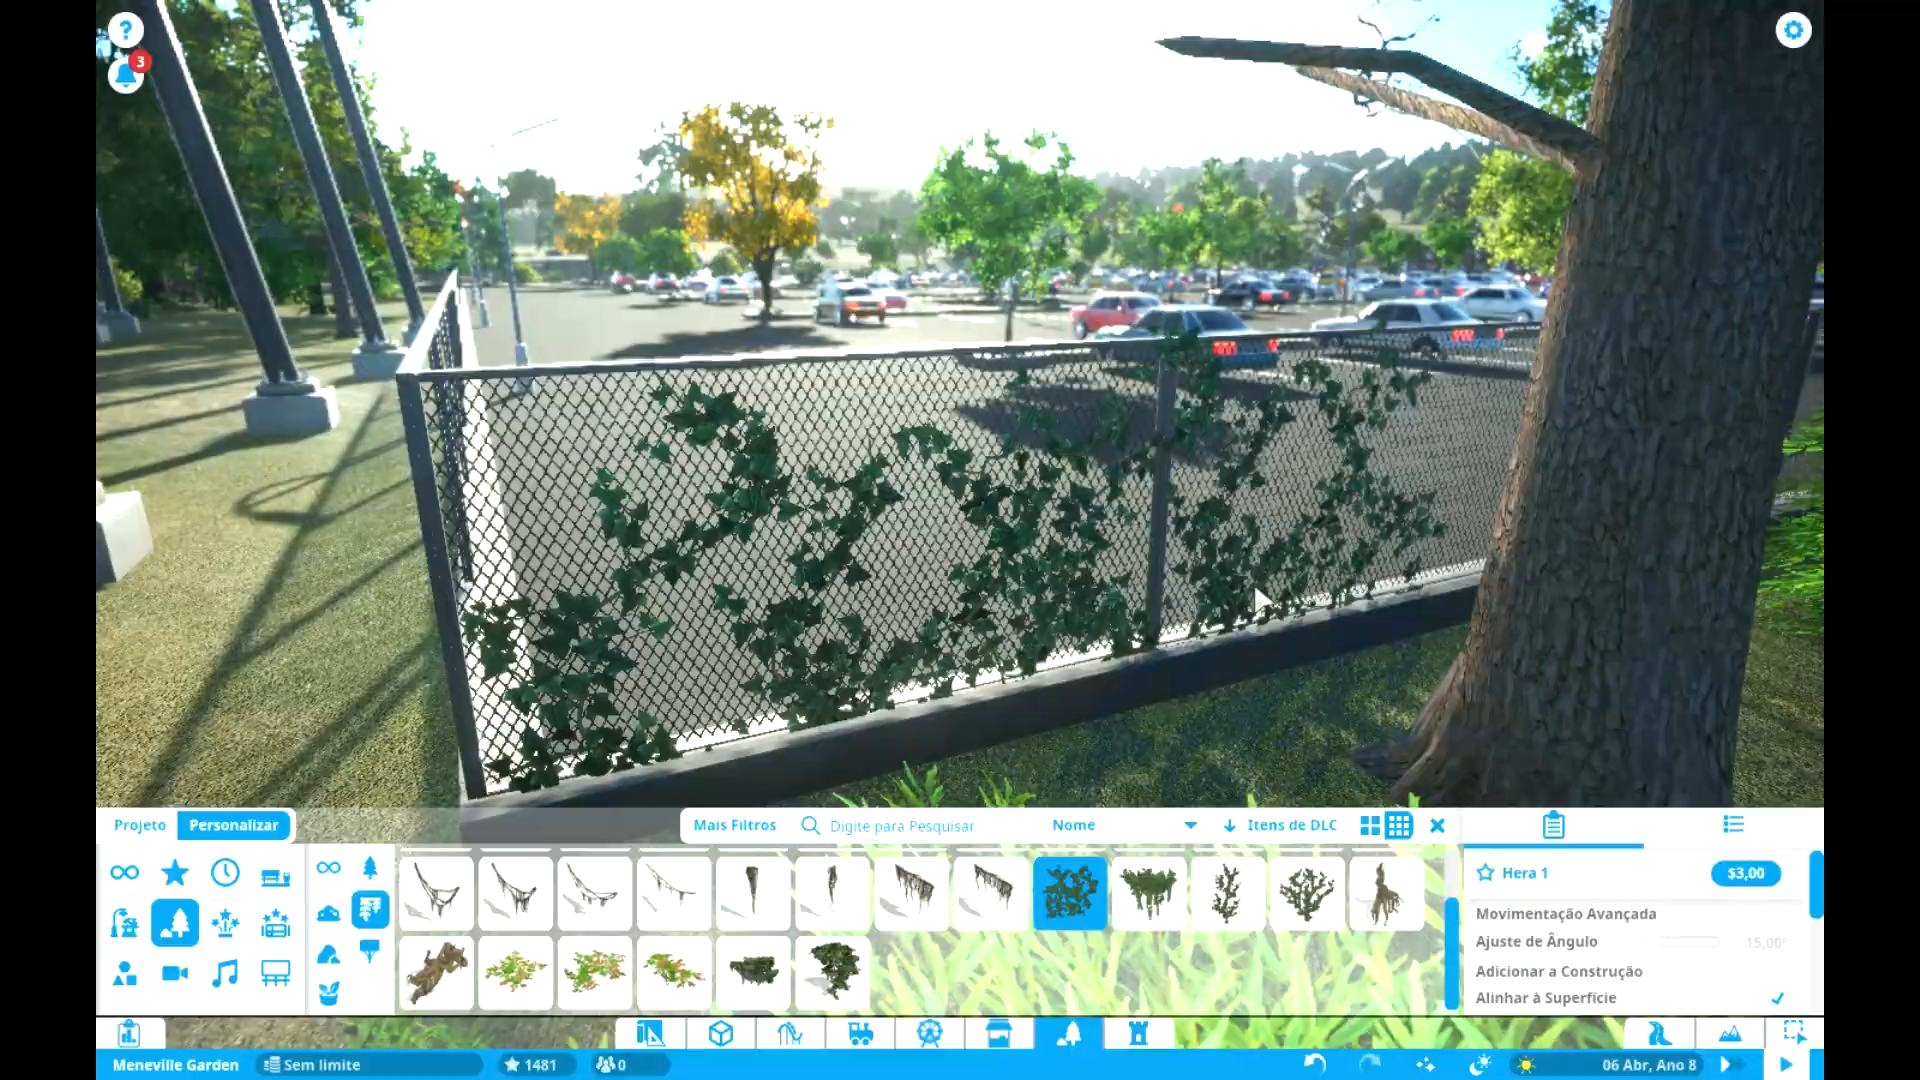 ?
3
Projeto
Personalizar
Mais Filtros
Digite para Pesquisar
Nome
Itens de DLC
Hera 1
$3,00
Movimentação Avançada
Ajuste de Ângulo
15,00°
Adicionar a Construção
Alinhar à Superfície
Meneville Garden
Sem limite
1481
0
06 Abr, Ano 8